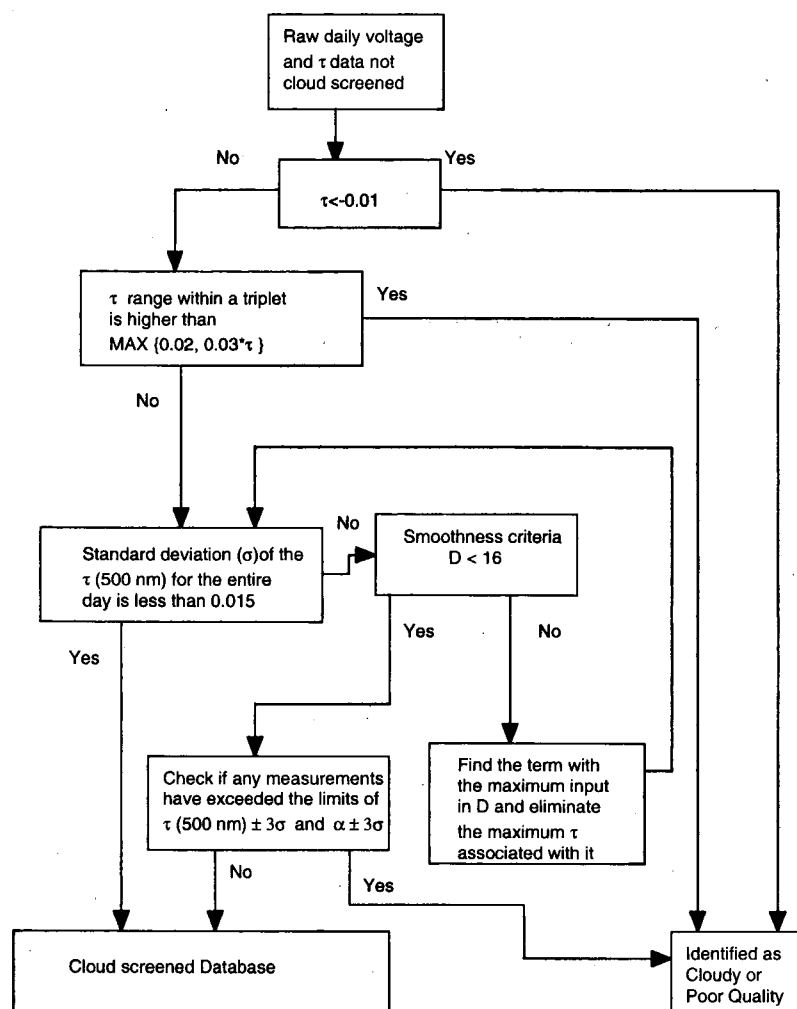 Raw daily voltage
and τ data not
cloud screened
No
Yes
τ<-0.01
τ range within a triplet
is higher than
MAX {0.02, 0.03*τ }
Yes
No
Standard deviation (σ)of the
τ (500 nm) for the entire
day is less than 0.015
No
Smoothness criteria
D < 16
Yes
Yes
No
Check if any measurements
have exceeded the limits of
τ (500 nm) ± 3σ and α ± 3σ
Find the term with
the maximum input
in D and eliminate
the maximum τ
associated with it
No
Yes
Cloud screened Database
Identified as
Cloudy or
Poor Quality